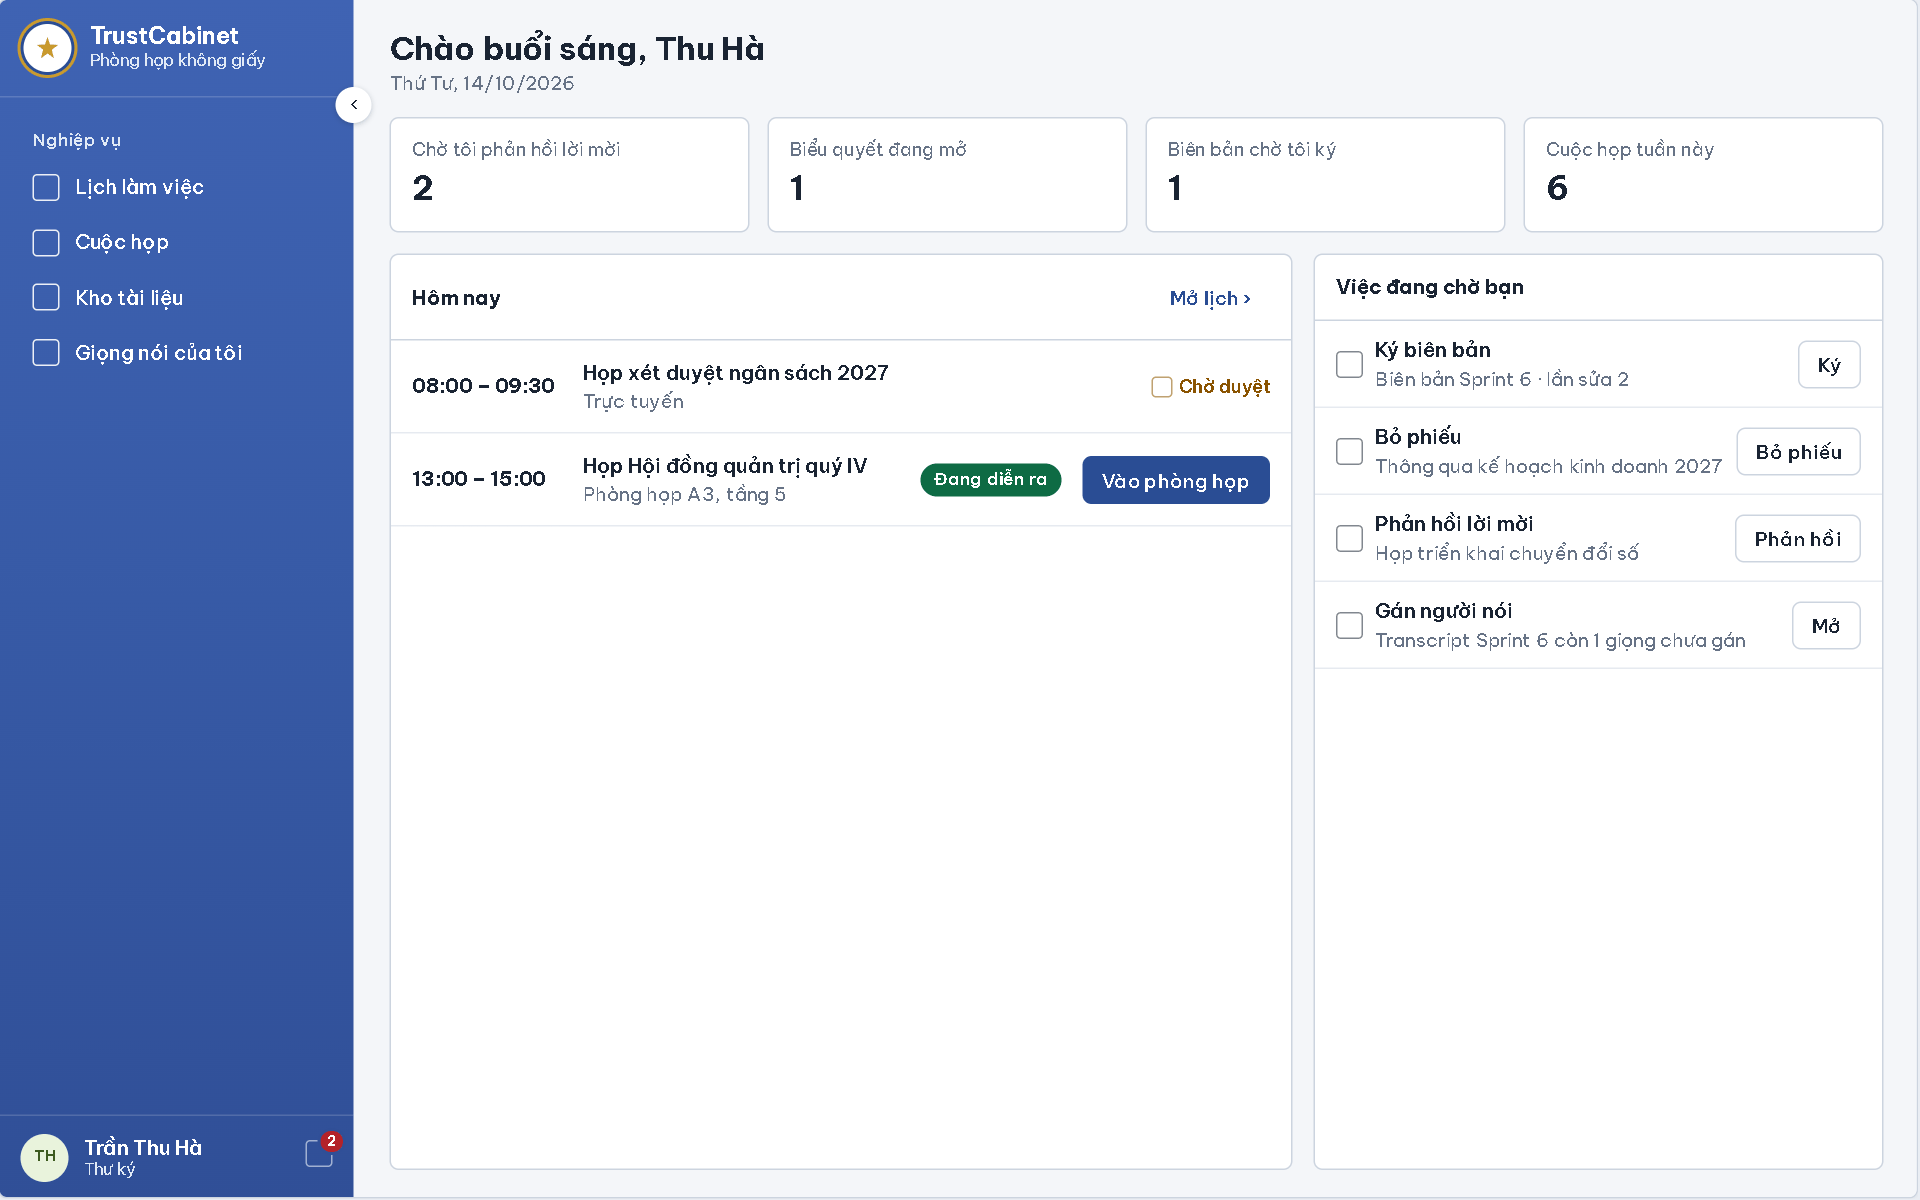 TrustCabinet
Phòng họp không giấy
Nghiệp vụ
Lịch làm việc
Cuộc họp
Kho tài liệu
Giọng nói của tôi
TH
Trần Thu Hà
Thư ký
2
Chào buổi sáng, Thu Hà
Thứ Tư, 14/10/2026
Chờ tôi phản hồi lời mời
2
Biểu quyết đang mở
1
Biên bản chờ tôi ký
1
Cuộc họp tuần này
6
Hôm nay
Mở lịch ›
08:00 – 09:30
Họp xét duyệt ngân sách 2027
Trực tuyến
Chờ duyệt
13:00 – 15:00
Họp Hội đồng quản trị quý IV
Phòng họp A3, tầng 5
Đang diễn ra
Vào phòng họp
Việc đang chờ bạn
Ký biên bản
Biên bản Sprint 6 · lần sửa 2
Ký
Bỏ phiếu
Thông qua kế hoạch kinh doanh 2027
Bỏ phiếu
Phản hồi lời mời
Họp triển khai chuyển đổi số
Phản hồi
Gán người nói
Transcript Sprint 6 còn 1 giọng chưa gán
Mở